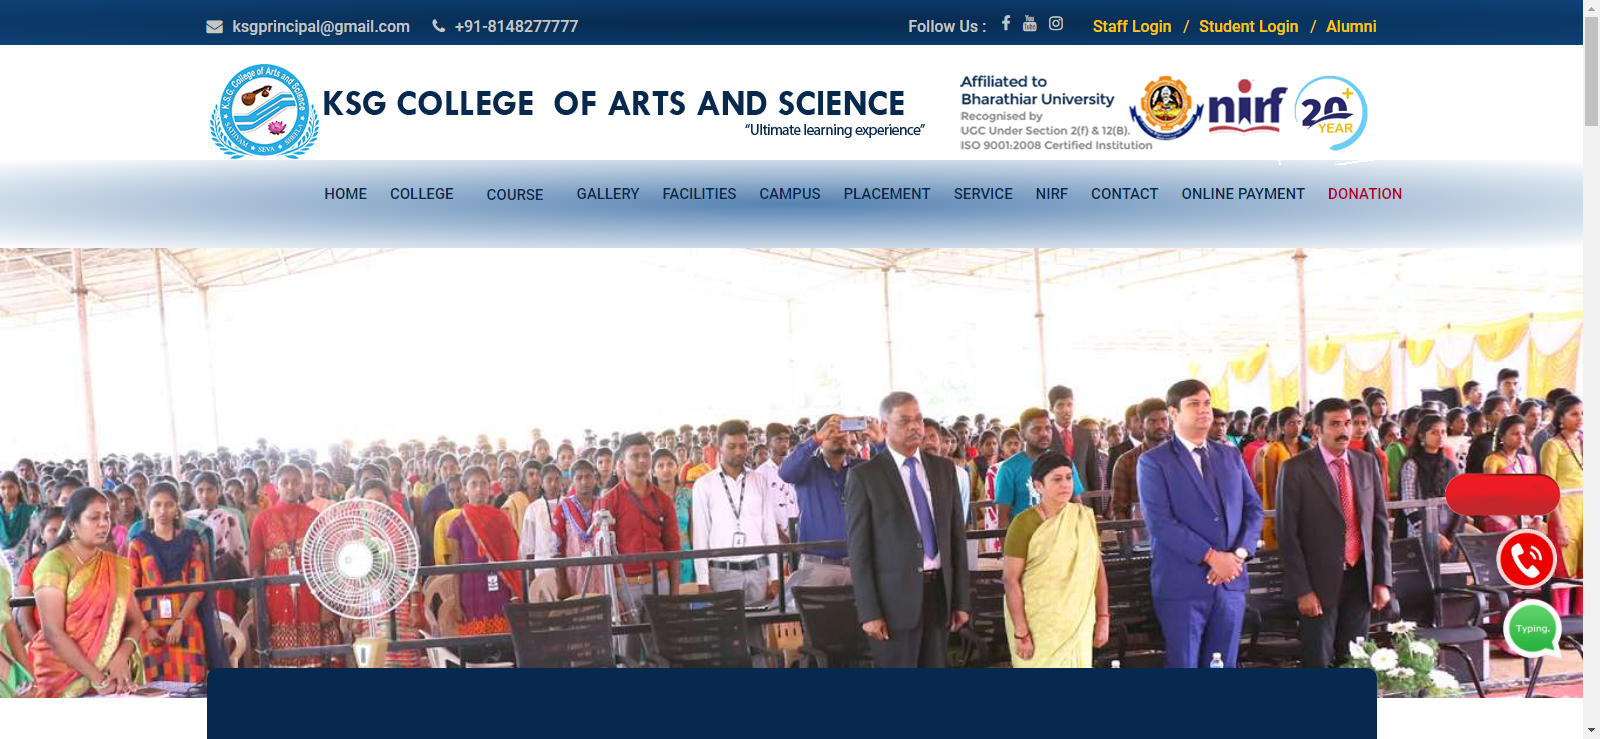 ksgprincipal@gmail.com +91-8148277777 Follow Us : You Tube Staff Login / Student Login / Alumni
K.S.G. College of Arts and Science
SATHYAM ★ SEVA ★ SHEELA
KSG COLLEGE OF ARTS AND SCIENCE
“Ultimate learning experience”
Affiliated to
Bharathiar University
Recognised by
UGC Under Section 2(f) & 12(B).
ISO 9001:2008 Certified Institution
nirf
20+
YEAR
HOME COLLEGE COURSE GALLERY FACILITIES CAMPUS PLACEMENT SERVICE NIRF CONTACT ONLINE PAYMENT DONATION
Typing.